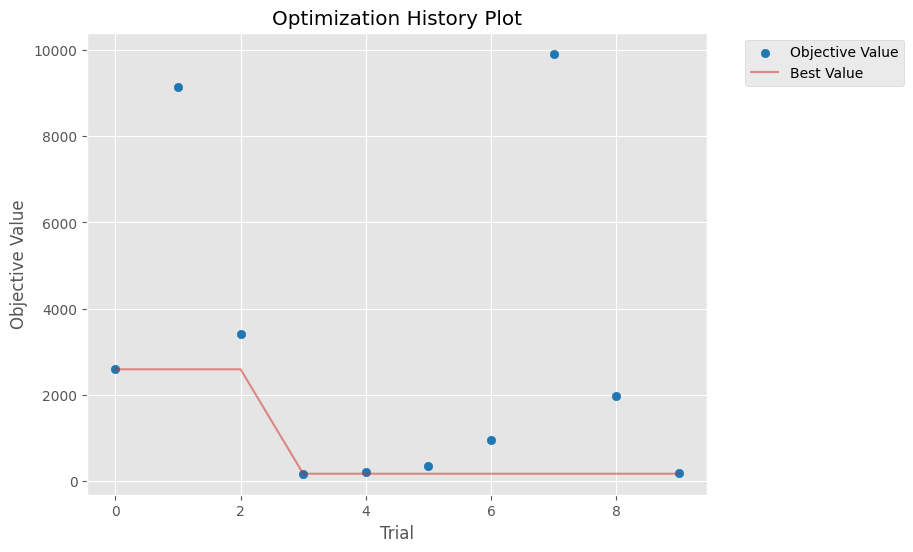 Optimization History Plot
Objective Value
Best Value
10000
8000
6000
4000
2000
0
Objective Value
0 2 4 6 8
Trial